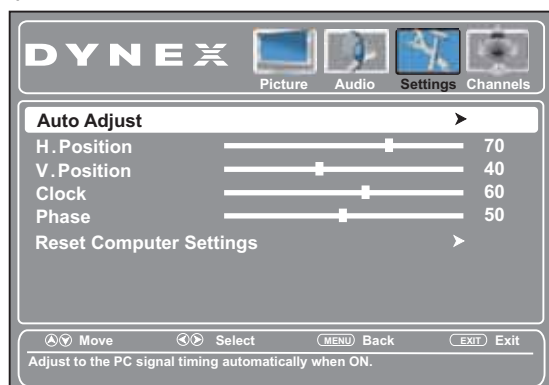 DYNEX
Picture Audio Settings Channels
Auto Adjust
H.Position 70
V.Position 40
Clock 60
Phase 50
Reset Computer Settings
Move Select MENU Back EXIT Exit
Adjust to the PC signal timing automatically when ON.